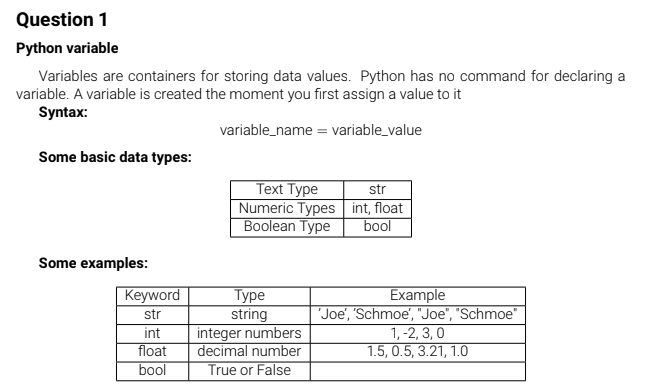 Question 1
Python variable
Variables are containers for storing data values. Python has no command for declaring a
variable. A variable is created the moment you first assign a value to it
Syntax:
variable_name = variable_value
Some basic data types:
Text Type str
Numeric Types int, float
Boolean Type bool
Some examples:
Keyword Type Example
str string 'Joe', 'Schmoe', "Joe", "Schmoe"
int integer numbers 1, -2, 3, 0
float decimal number 1.5, 0.5, 3.21, 1.0
bool True or False